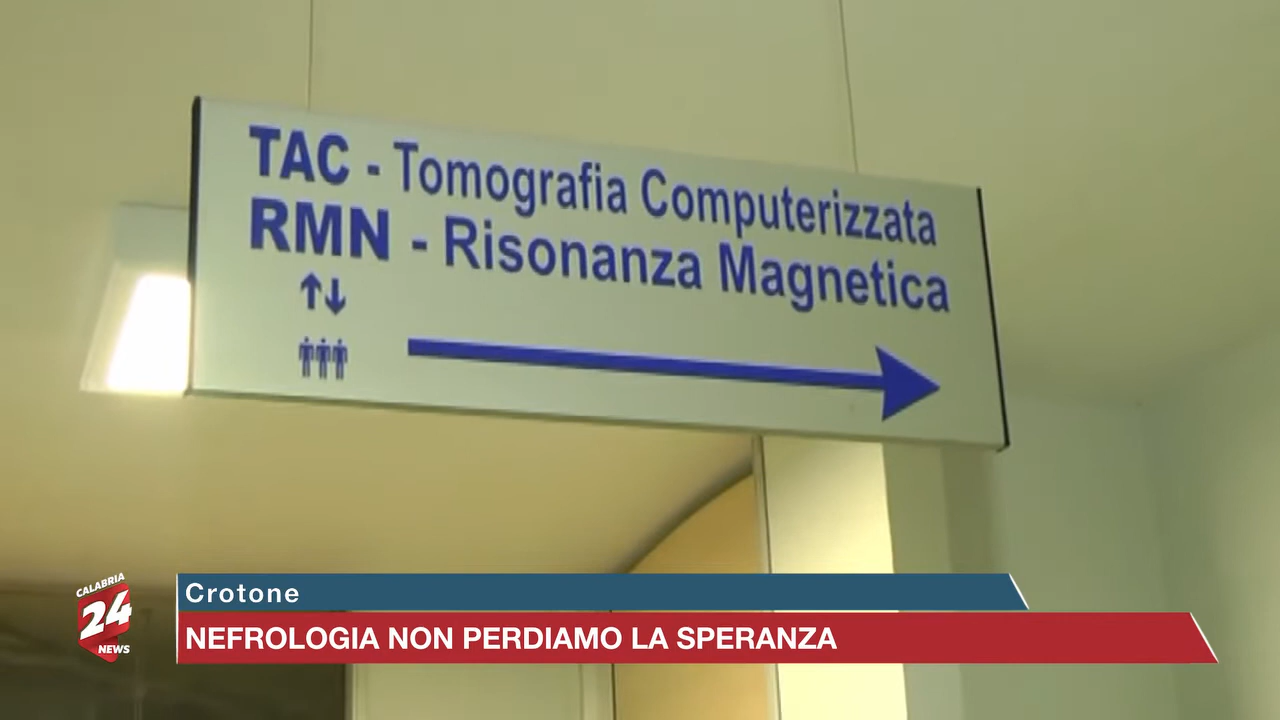 TAC - Tomografia Computerizzata
RMN - Risonanza Magnetica
CALABRIA
24
NEWS
Crotone
NEFROLOGIA NON PERDIAMO LA SPERANZA